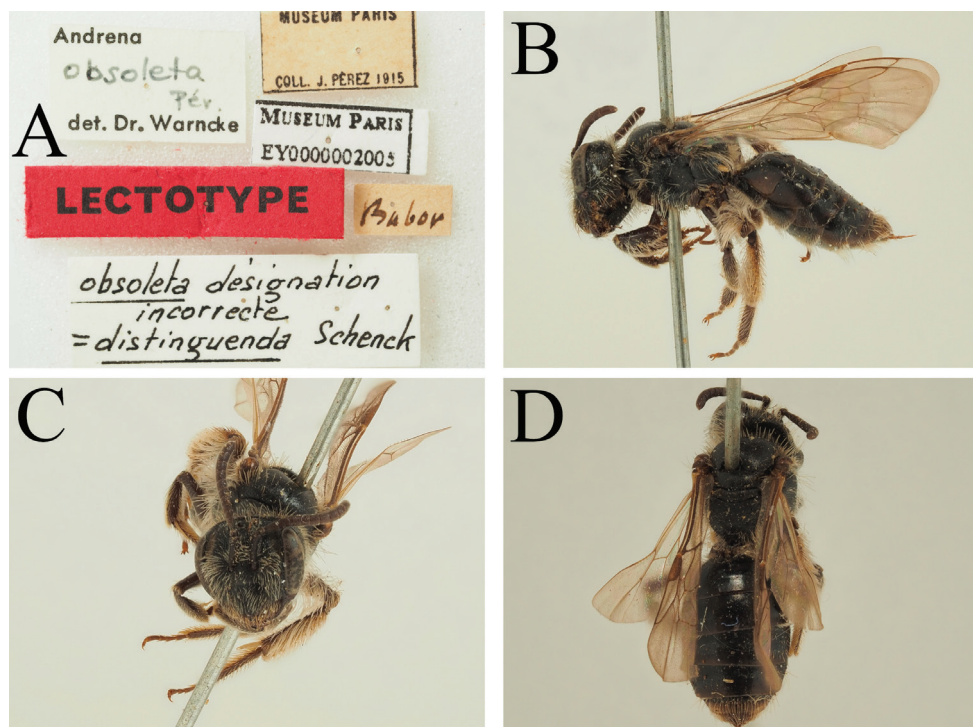 A
Andrena
obsoleta
Pér.
det. Dr. Warncke
MUSEUM PARIS
COLL. J. PÉREZ 1915
MUSEUM PARIS
EY0000002005
LECTOTYPE
Babor
obsoleta désignation
incorrecte
= distinguenda Schenck
B
C
D